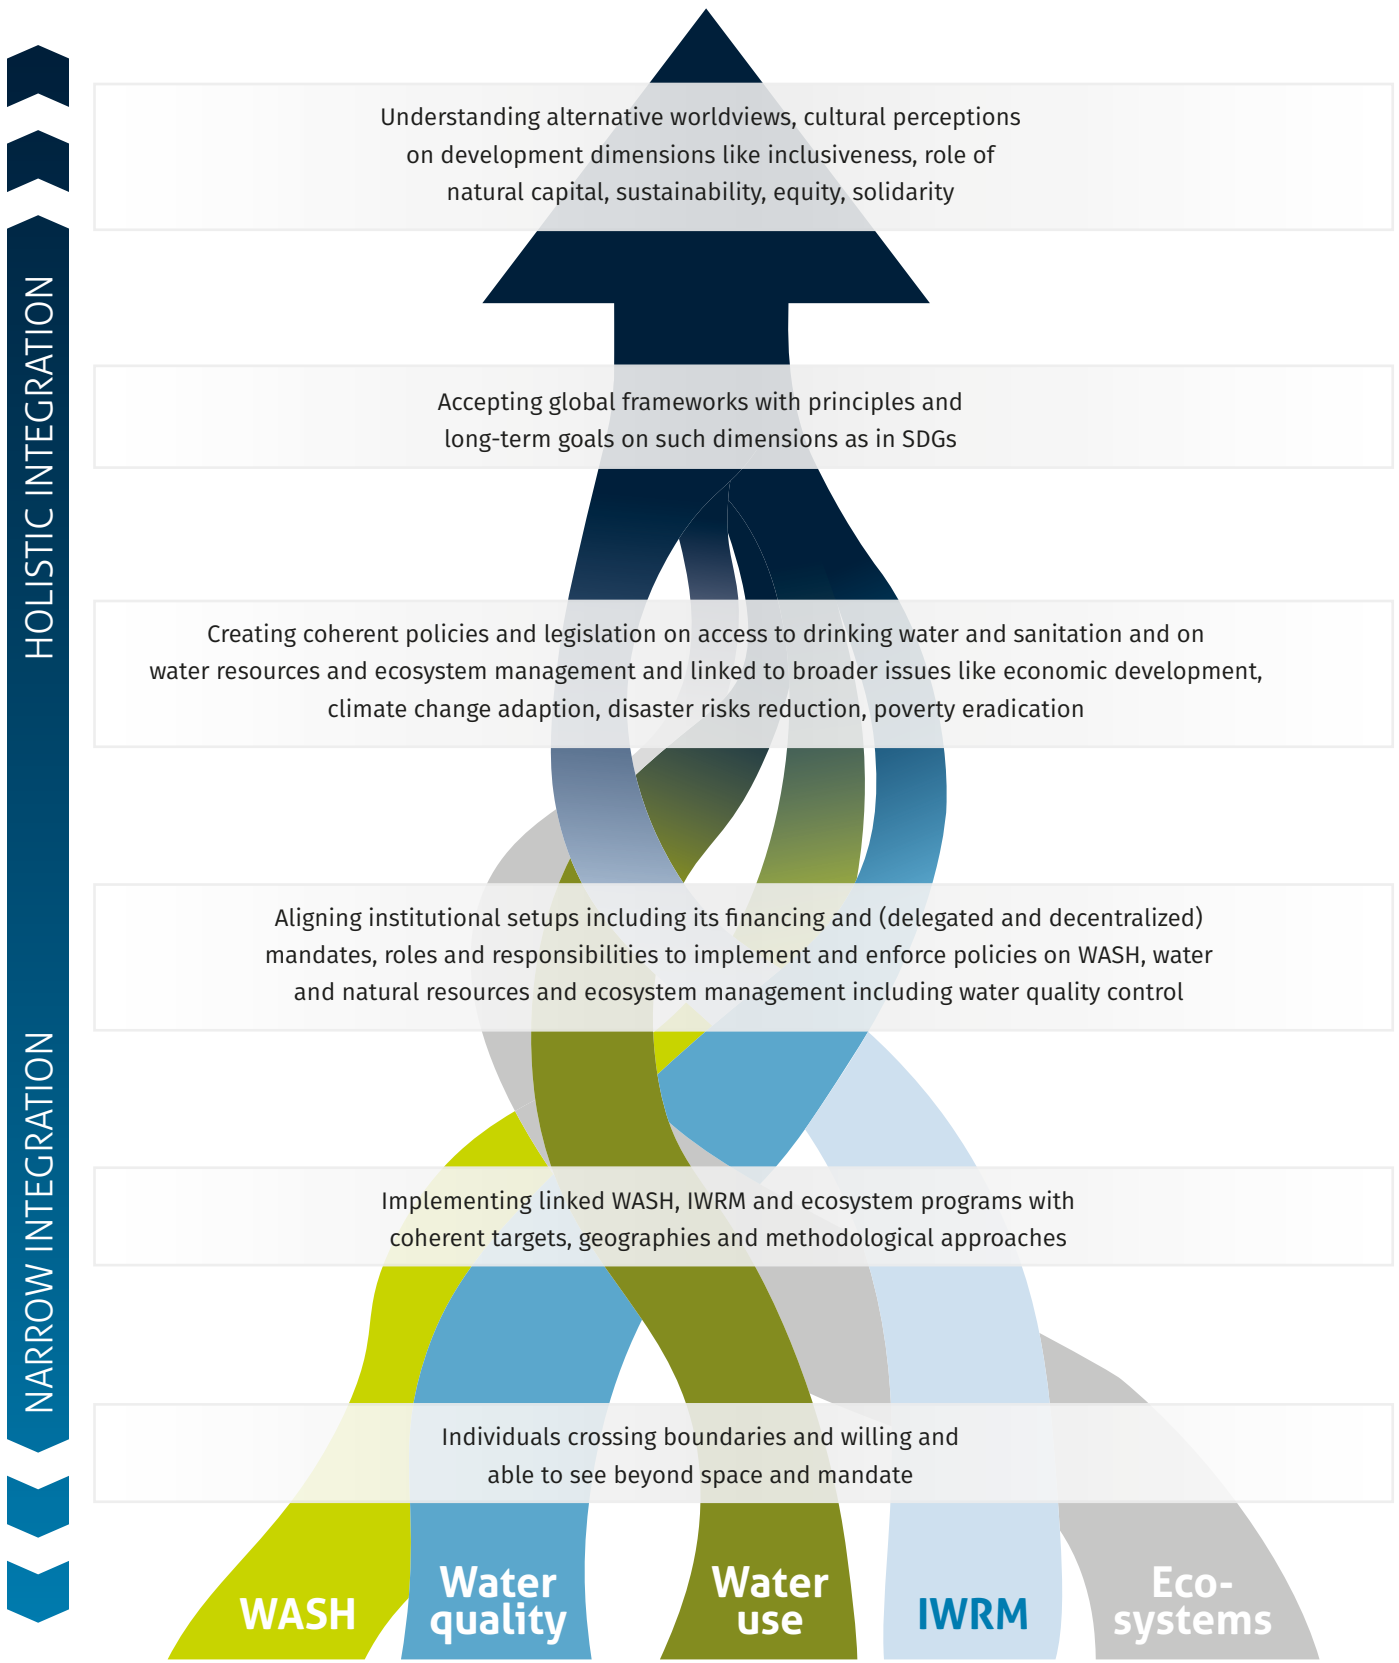 Understanding alternative worldviews, cultural perceptions
on development dimensions like inclusiveness, role of
natural capital, sustainability, equity, solidarity
HOLISTIC INTEGRATION
Accepting global frameworks with principles and
long-term goals on such dimensions as in SDGs
Creating coherent policies and legislation on access to drinking water and sanitation and on
water resources and ecosystem management and linked to broader issues like economic development,
climate change adaption, disaster risks reduction, poverty eradication
Aligning institutional setups including its financing and (delegated and decentralized)
mandates, roles and responsibilities to implement and enforce policies on WASH, water
and natural resources and ecosystem management including water quality control
NARROW INTEGRATION
Implementing linked WASH, IWRM and ecosystem programs with
coherent targets, geographies and methodological approaches
Individuals crossing boundaries and willing and
able to see beyond space and mandate
WASH
Water
quality
Water
use
IWRM
Eco-
systems